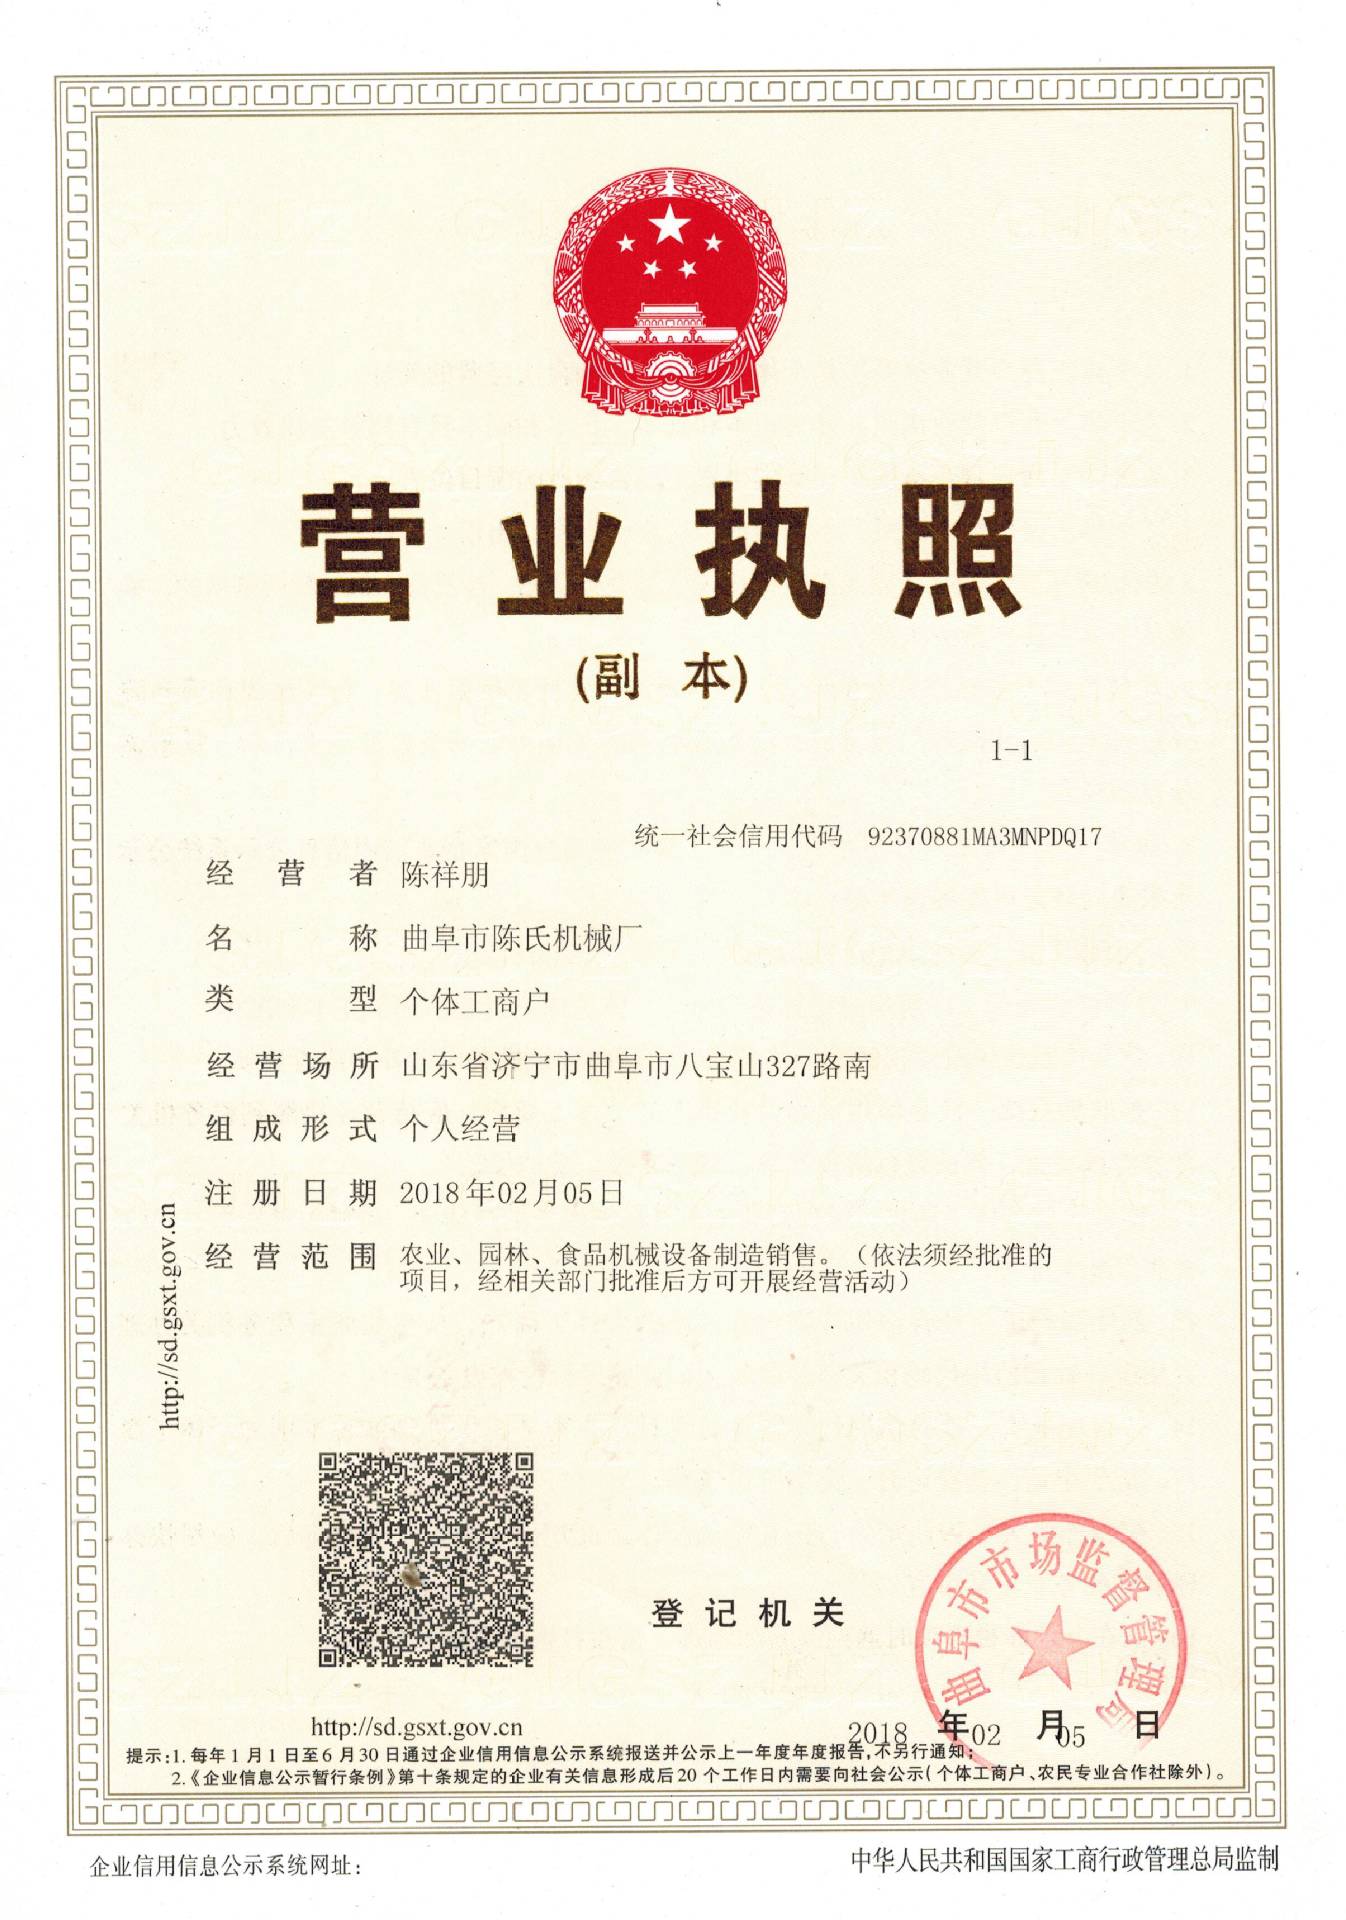 营业执照
(副 本)
1-1
统一社会信用代码 92370881MA3MNPDQ17
经营者 陈祥朋
名称 曲阜市陈氏机械厂
类型 个体工商户
经营场所 山东省济宁市曲阜市八宝山327路南
组成形式 个人经营
注册日期 2018年02月05日
经营范围 农业、园林、食品机械设备制造销售。（依法须经批准的
项目，经相关部门批准后方可开展经营活动）
http://sd.gsxt.gov.cn
登记机关
曲阜市市场监督管理局
http://sd.gsxt.gov.cn
2018 年02 月05 日
提示:1.每年1月1日至6月30日通过企业信用信息公示系统报送并公示上一年度年度报告,不另行通知;
2.《企业信息公示暂行条例》第十条规定的企业有关信息形成后20个工作日内需要向社会公示(个体工商户、农民专业合作社除外)。
企业信用信息公示系统网址:
中华人民共和国国家工商行政管理总局监制